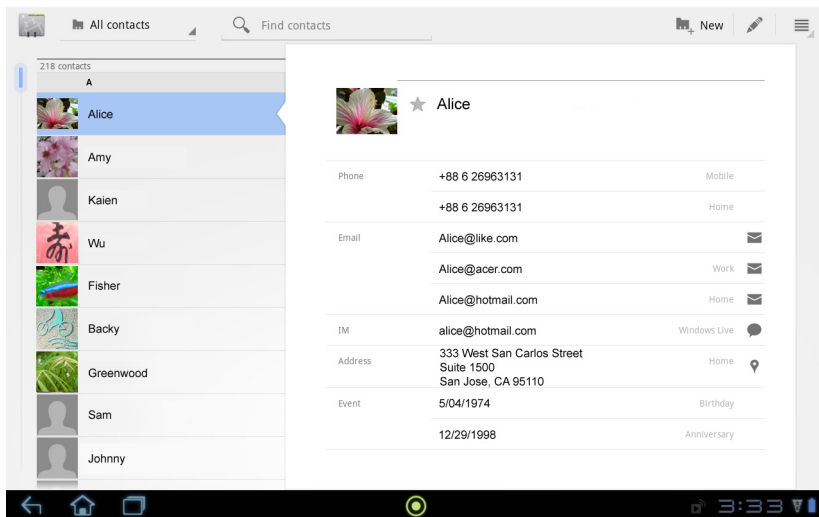 All contacts
Find contacts
New
218 contacts
A
Alice
Amy
Kaien
Wu
Fisher
Backy
Greenwood
Sam
Johnny
Alice
Phone +88 6 26963131 Mobile
+88 6 26963131 Home
Email Alice@like.com
Alice@acer.com Work
Alice@hotmail.com Home
IM alice@hotmail.com Windows Live
Address 333 West San Carlos Street Home
Suite 1500
San Jose, CA 95110
Event 5/04/1974 Birthday
12/29/1998 Anniversary
3:33